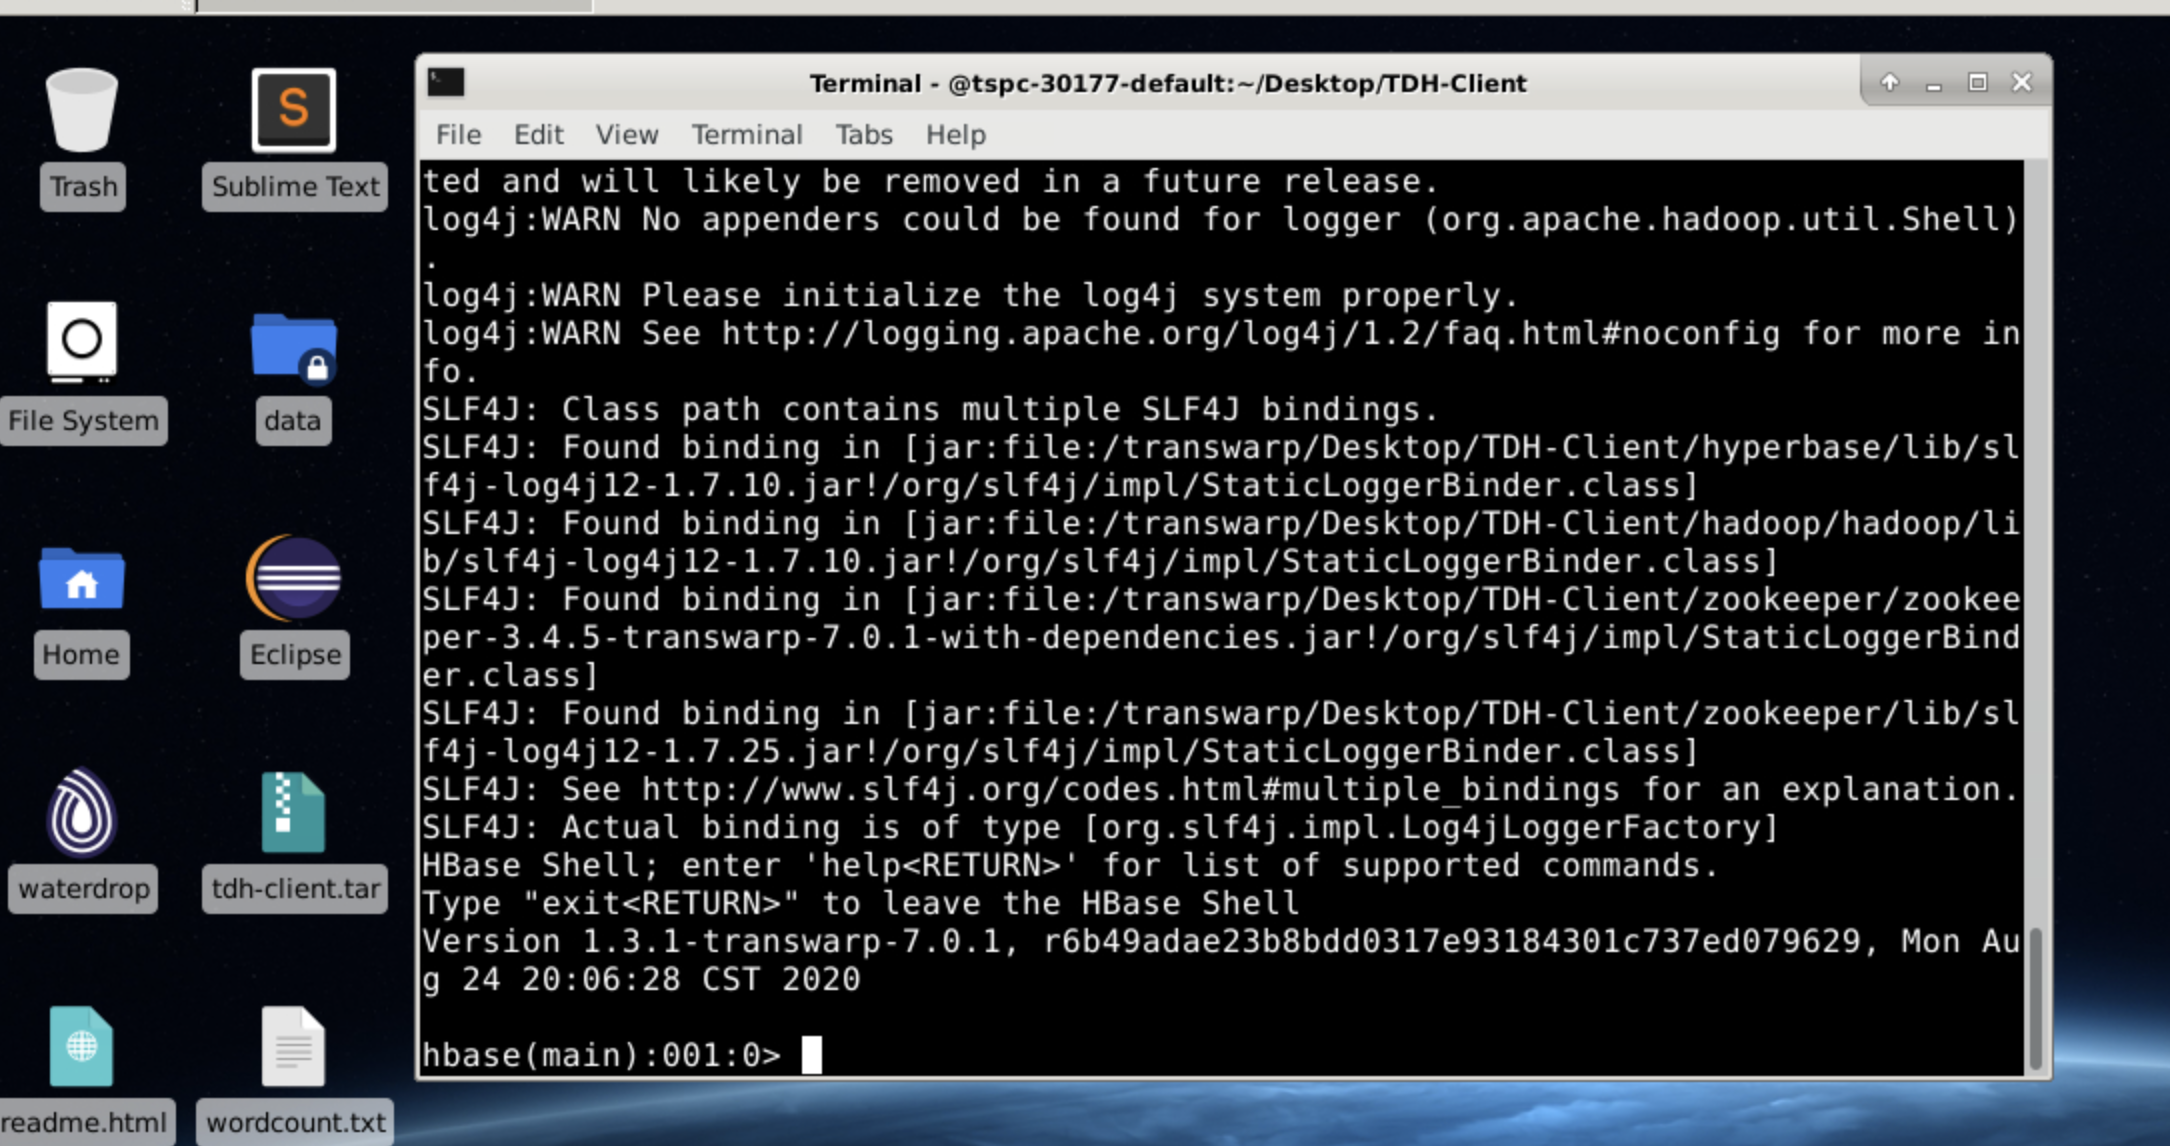 Terminal - @tspc-30177-default:~/Desktop/TDH-Client
File Edit View Terminal Tabs Help
ted and will likely be removed in a future release.
log4j:WARN No appenders could be found for logger (org.apache.hadoop.util.Shell)
.
log4j:WARN Please initialize the log4j system properly.
log4j:WARN See http://logging.apache.org/log4j/1.2/faq.html#noconfig for more in
fo.
SLF4J: Class path contains multiple SLF4J bindings.
SLF4J: Found binding in [jar:file:/transwarp/Desktop/TDH-Client/hyperbase/lib/sl
f4j-log4j12-1.7.10.jar!/org/slf4j/impl/StaticLoggerBinder.class]
SLF4J: Found binding in [jar:file:/transwarp/Desktop/TDH-Client/hadoop/hadoop/li
b/slf4j-log4j12-1.7.10.jar!/org/slf4j/impl/StaticLoggerBinder.class]
SLF4J: Found binding in [jar:file:/transwarp/Desktop/TDH-Client/zookeeper/zookee
per-3.4.5-transwarp-7.0.1-with-dependencies.jar!/org/slf4j/impl/StaticLoggerBind
er.class]
SLF4J: Found binding in [jar:file:/transwarp/Desktop/TDH-Client/zookeeper/lib/sl
f4j-log4j12-1.7.25.jar!/org/slf4j/impl/StaticLoggerBinder.class]
SLF4J: See http://www.slf4j.org/codes.html#multiple_bindings for an explanation.
SLF4J: Actual binding is of type [org.slf4j.impl.Log4jLoggerFactory]
HBase Shell; enter 'help<RETURN>' for list of supported commands.
Type "exit<RETURN>" to leave the HBase Shell
Version 1.3.1-transwarp-7.0.1, r6b49adae23b8bdd0317e93184301c737ed079629, Mon Au
g 24 20:06:28 CST 2020
hbase(main):001:0>
Trash
Sublime Text
S
File System
data
Home
Eclipse
waterdrop
tdh-client.tar
readme.html
wordcount.txt